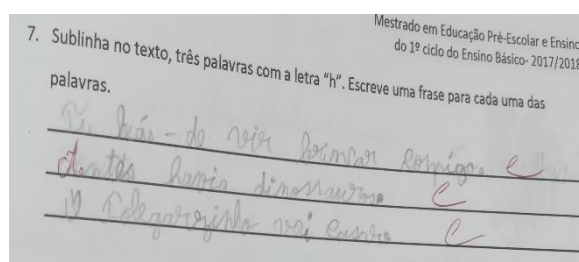 Mestrado em Educação Pré-Escolar e Ensino
do 1º ciclo do Ensino Básico- 2017/2018
7. Sublinha no texto, três palavras com a letra “h”. Escreve uma frase para cada uma das
palavras.
Tu hás-de vir brincar comigo. C
Antes havia dinossauros C
O Colegarzinho vai C